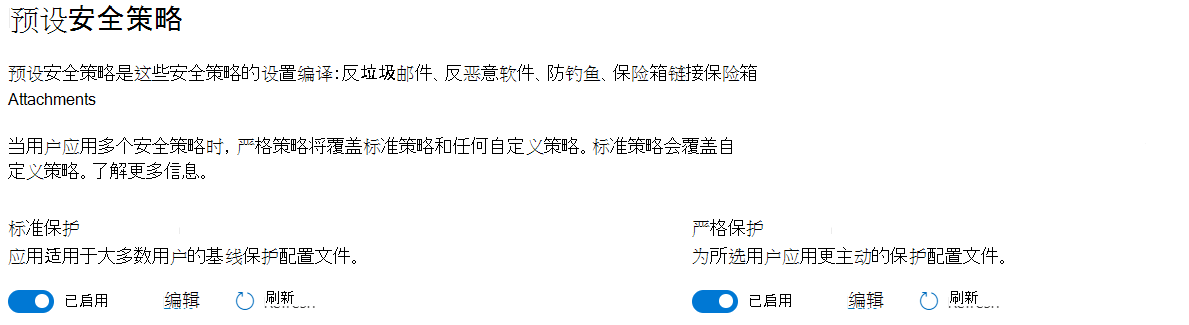 预设安全策略
预设安全策略是这些安全策略的设置编译:反垃圾邮件、反恶意软件、防钓鱼、保险箱链接保险箱
Attachments
当用户应用多个安全策略时, 严格策略将覆盖标准策略和任何自定义策略。标准策略会覆盖自
定义策略。了解更多信息。
标准保护
应用适用于大多数用户的基线保护配置文件。
已启用 编辑 刷新
严格保护
为所选用户应用更主动的保护配置文件。
已启用 编辑 刷新